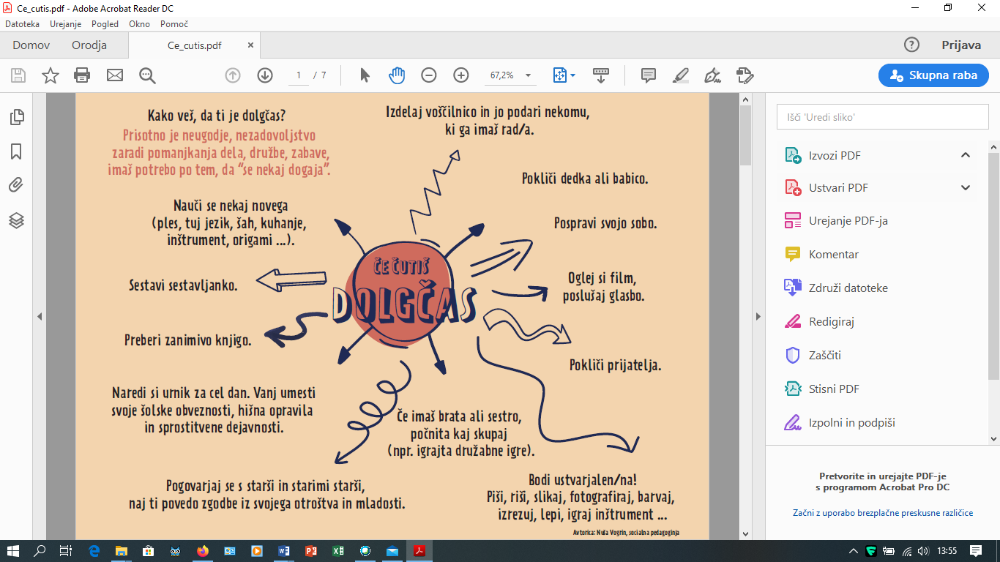 Ce_cutis.pdf - Adobe Acrobat Reader DC
Datoteka Urejanje Pogled Okno Pomoč
Domov Orodja Ce_cutis.pdf Prijava
1 / 7 67,2% Skupna raba
Kako veš, da ti je dolgčas?
Prisotno je neugodje, nezadovoljstvo
zaradi pomanjkanja dela, družbe, zabave,
imaš potrebo po tem, da “se nekaj dogaja”.
Izdelaj voščilnico in jo podari nekomu,
ki ga imaš rad/a.
Pokliči dedka ali babico.
Nauči se nekaj novega
(ples, tuj jezik, šah, kuhanje,
inštrument, origami ...).
Pospravi svojo sobo.
ČE ČUTIŠ
DOLGČAS
Sestavi sestavljanko.
Oglej si film,
poslušaj glasbo.
Preberi zanimivo knjigo.
Pokliči prijatelja.
Naredi si urnik za cel dan. Vanj umesti
svoje šolske obveznosti, hišna opravila
in sprostitvene dejavnosti.
Če imaš brata ali sestro,
počnita kaj skupaj
(npr. igrajta družabne igre).
Pogovarjaj se s starši in starimi starši,
naj ti povedo zgodbe iz svojega otroštva in mladosti.
Bodi ustvarjalen/na!
Piši, riši, slikaj, fotografiraj, barvaj,
izrezuj, lepi, igraj inštrument ...
Avtorica: Nuša Vogrin, socialna pedagoginja
Išči 'Uredi sliko'
Izvozi PDF
Ustvari PDF
Urejanje PDF-ja
Komentar
Združi datoteke
Redigiraj
Zaščiti
Stisni PDF
Izpolni in podpiši
Pretvorite in urejajte PDF-je
s programom Acrobat Pro DC
Začni z uporabo brezplačne preskusne različice
13:55